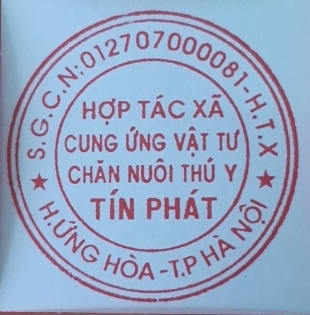 S.G.C.N:012707000081-H.T.X
HỢP TÁC XÃ
CUNG ỨNG VẬT TƯ
CHĂN NUÔI THÚ Y
TÍN PHÁT
H.ỨNG HÒA-T.P HÀ NỘI